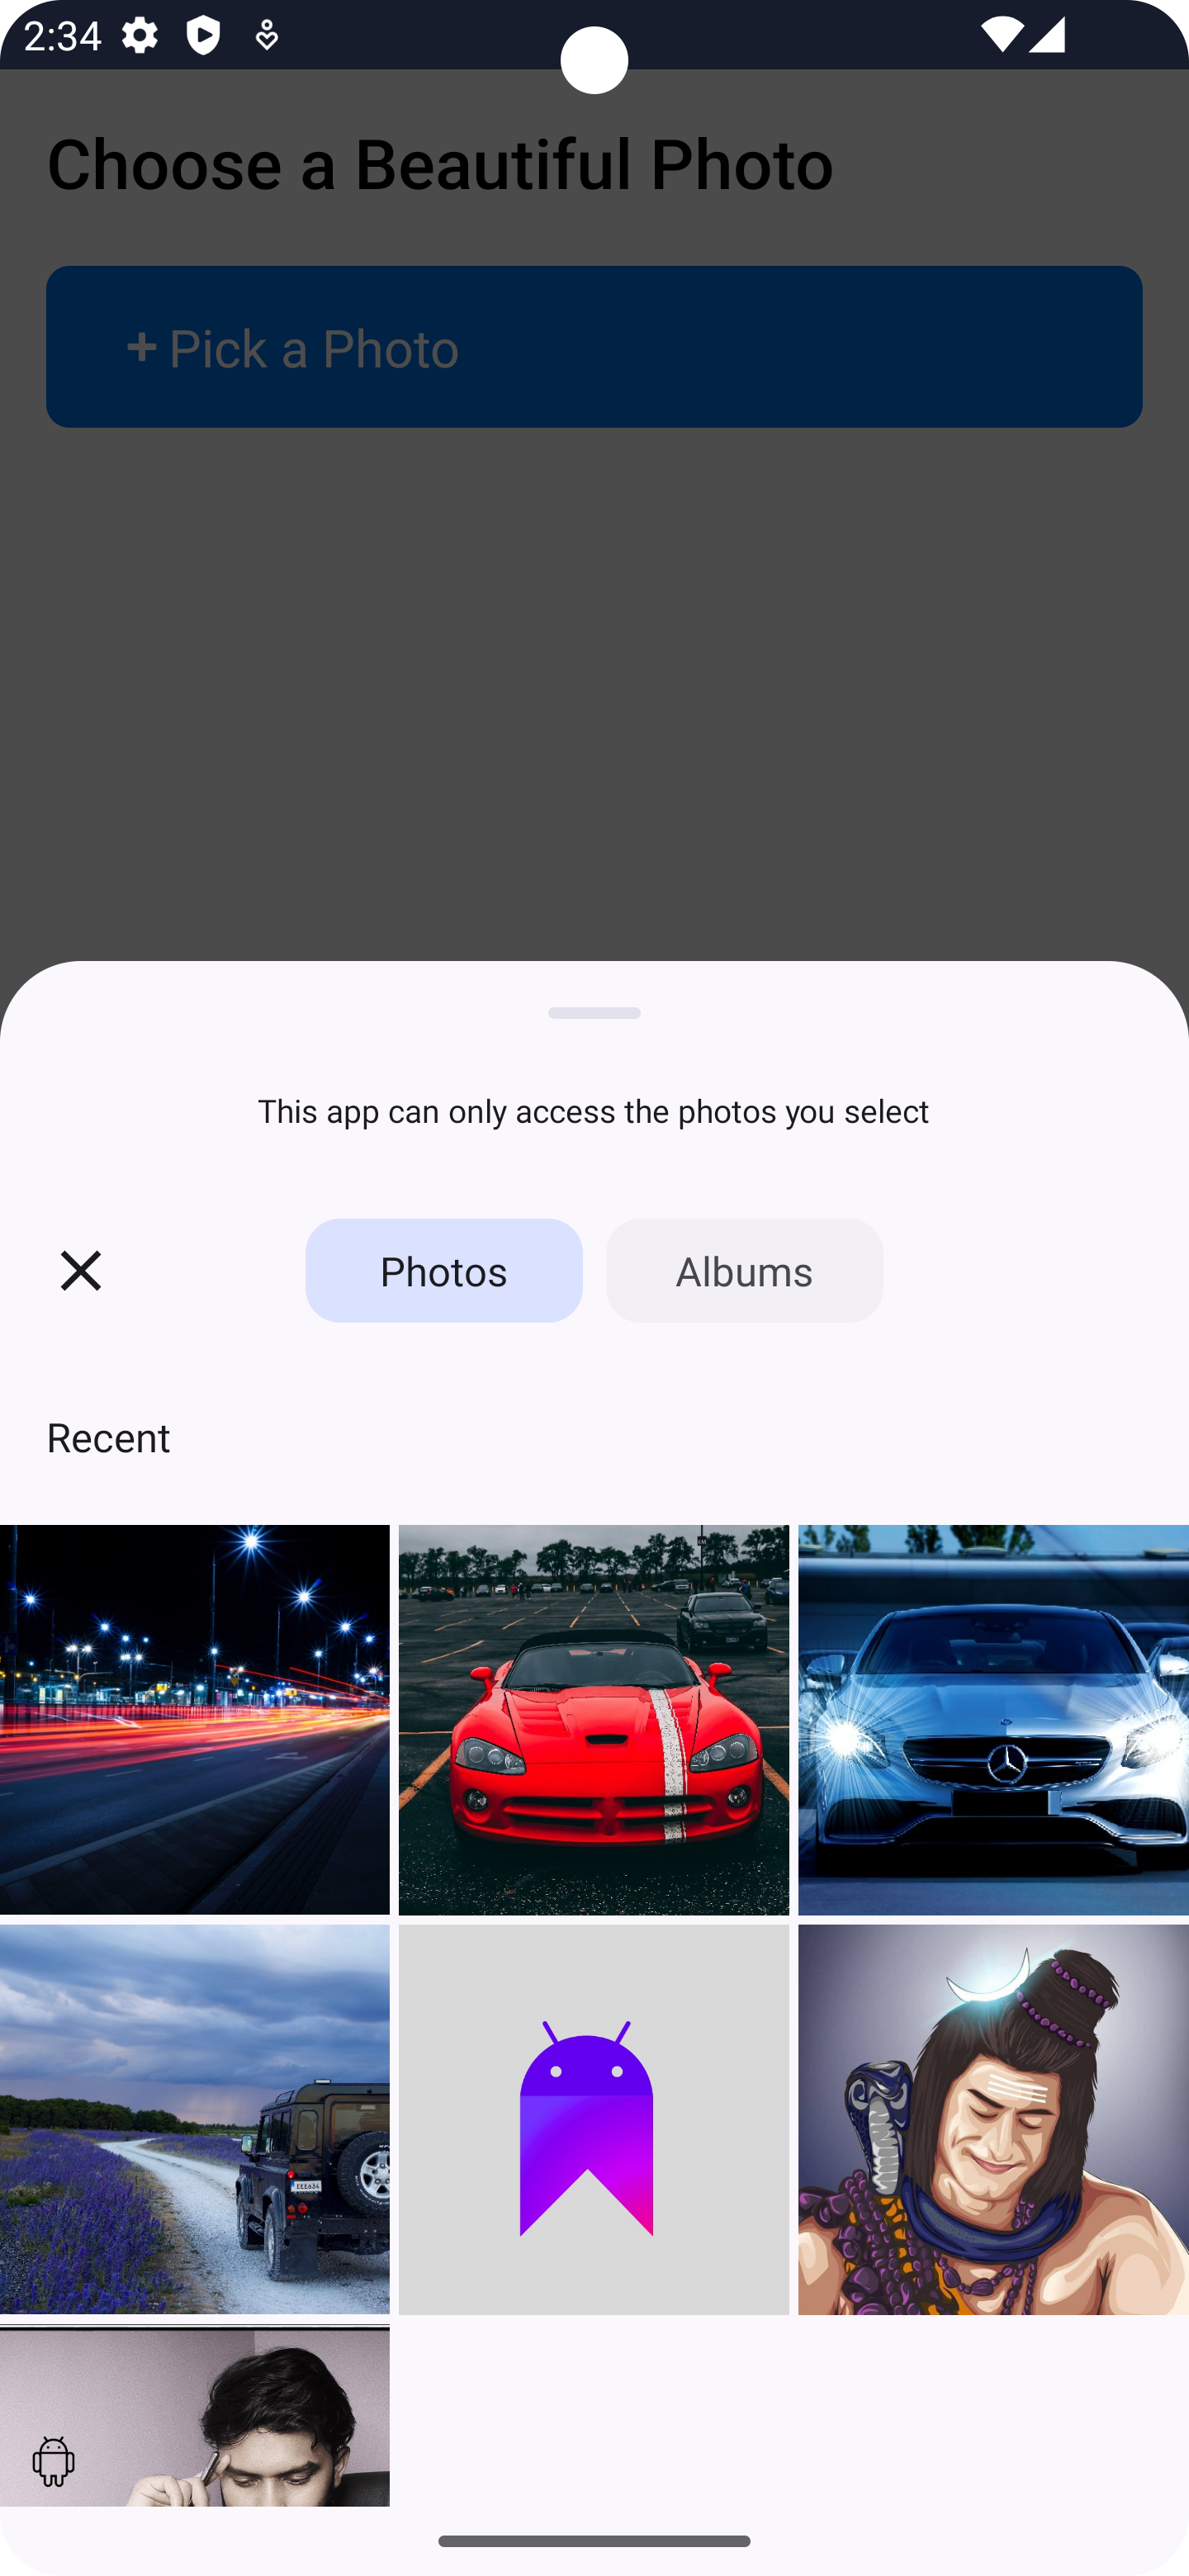 2:34
Choose a Beautiful Photo
+ Pick a Photo
This app can only access the photos you select
Photos
Albums
Recent
EEE634